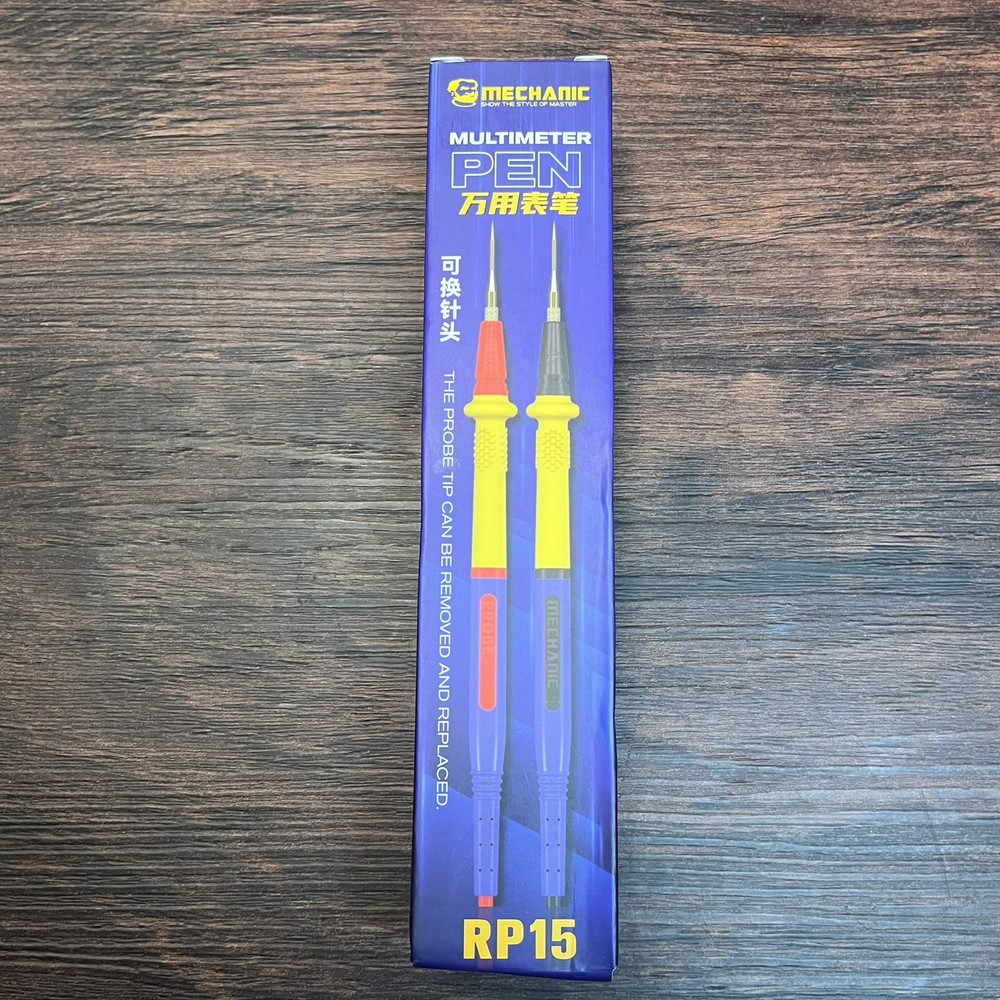 MECHANIC
SHOW THE STYLE OF MASTER
MULTIMETER
PEN
万用表笔
可换针头
THE PROBE TIP CAN BE REMOVED AND REPLACED.
PROBE
MECHANIC
RP15